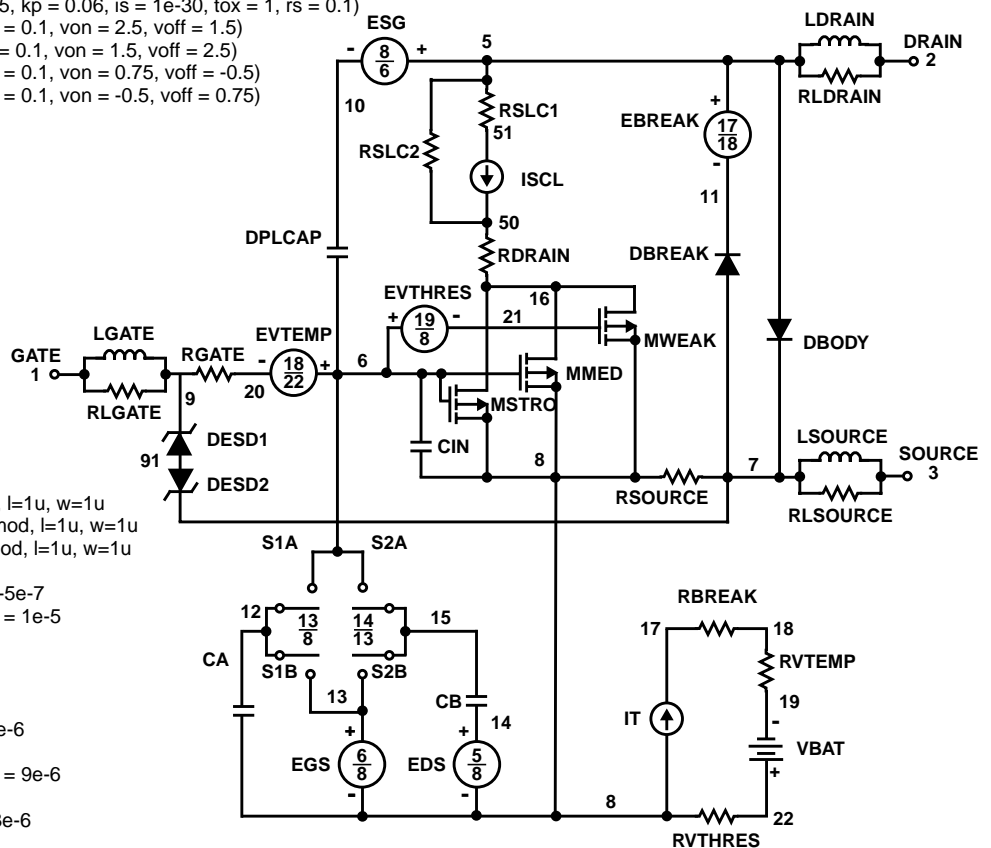 5, kp = 0.06, is = 1e-30, tox = 1, rs = 0.1)
= 0.1, von = 2.5, voff = 1.5)
= 0.1, von = 1.5, voff = 2.5)
= 0.1, von = 0.75, voff = -0.5)
= 0.1, von = -0.5, voff = 0.75)
ESG
- 8/6 +
5
10
LDRAIN
DRAIN
2
RLDRAIN
RSLC1
51
RSLC2
ISCL
50
EBREAK
+
17/18
-
11
DPLCAP
RDRAIN
DBREAK
EVTHRES
+ 19/8 -
16
21
MWEAK
DBODY
LGATE
GATE
1
RLGATE
RGATE
9
20
EVTEMP
- 18/22 +
6
MMED
MSTRO
CIN
DESD1
91
DESD2
8
RSOURCE
7
LSOURCE
SOURCE
3
RLSOURCE
l=1u, w=1u
nod, l=1u, w=1u
od, l=1u, w=1u
-5e-7
= 1e-5
e-6
= 9e-6
e-6
S1A
S2A
12
13/8
14/13
15
CA
S1B
S2B
13
CB
14
+
EGS
6/8
-
+
EDS
5/8
-
8
RBREAK
17
18
RVTEMP
19
-
IT
VBAT
+
22
RVTHRES